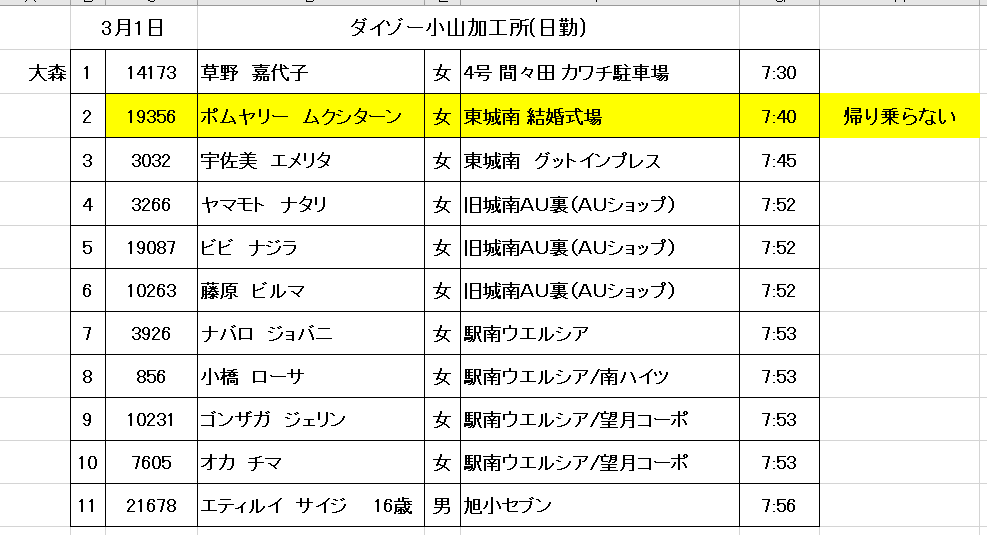 3月1日 ダイゾー小山加工所(日勤)
大森 1 14173 草野　嘉代子 女 4号 間々田 カワチ駐車場 7:30
2 19356 ポムヤリー　ムクシターン 女 東城南 結婚式場 7:40 帰り乗らない
3 3032 宇佐美　エメリタ 女 東城南　グットインプレス 7:45
4 3266 ヤマモト　ナタリ 女 旧城南AU裏(AUショップ) 7:52
5 19087 ビビ　ナジラ 女 旧城南AU裏(AUショップ) 7:52
6 10263 藤原　ビルマ 女 旧城南AU裏(AUショップ) 7:52
7 3926 ナバロ　ジョバニ 女 駅南ウエルシア 7:53
8 856 小橋　ローサ 女 駅南ウエルシア/南ハイツ 7:53
9 10231 ゴンザガ　ジェリン 女 駅南ウエルシア/望月コーポ 7:53
10 7605 オカ　チマ 女 駅南ウエルシア/望月コーポ 7:53
11 21678 エティルイ　サイジ　16歳 男 旭小セブン 7:56